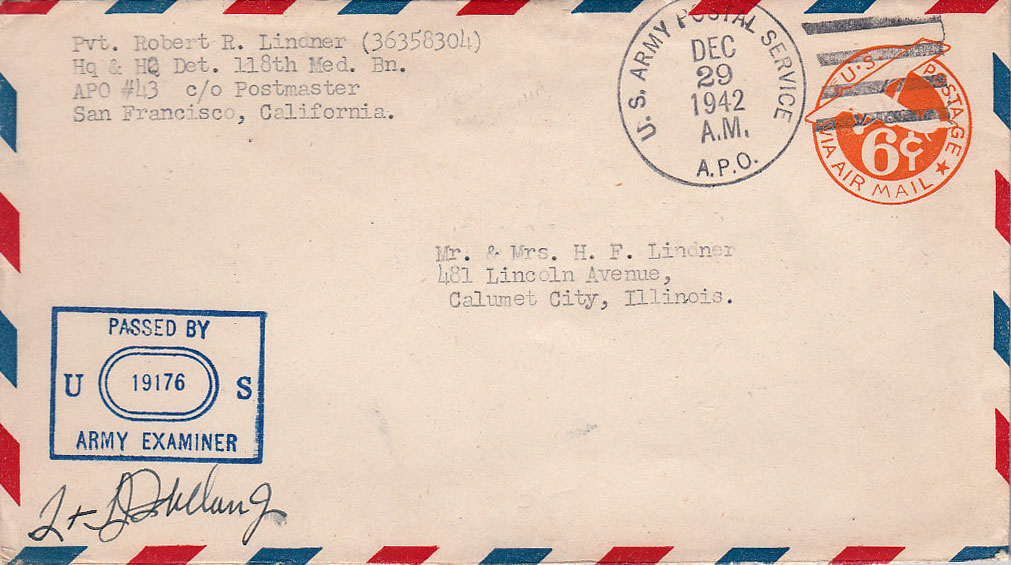 Pvt. Robert R. Lindner (36358304)
Hq & HQ Det. 118th Med. Bn.
APO #43 c/o Postmaster
San Francisco, California.
U. S. ARMY POSTAL SERVICE
DEC
29
1942
A.M.
A.P.O.
U·S· POSTAGE
6¢
VIA AIR MAIL
Mr. & Mrs. H. F. Lindner
481 Lincoln Avenue,
Calumet City, Illinois.
PASSED BY
U 19176 S
ARMY EXAMINER
Lt